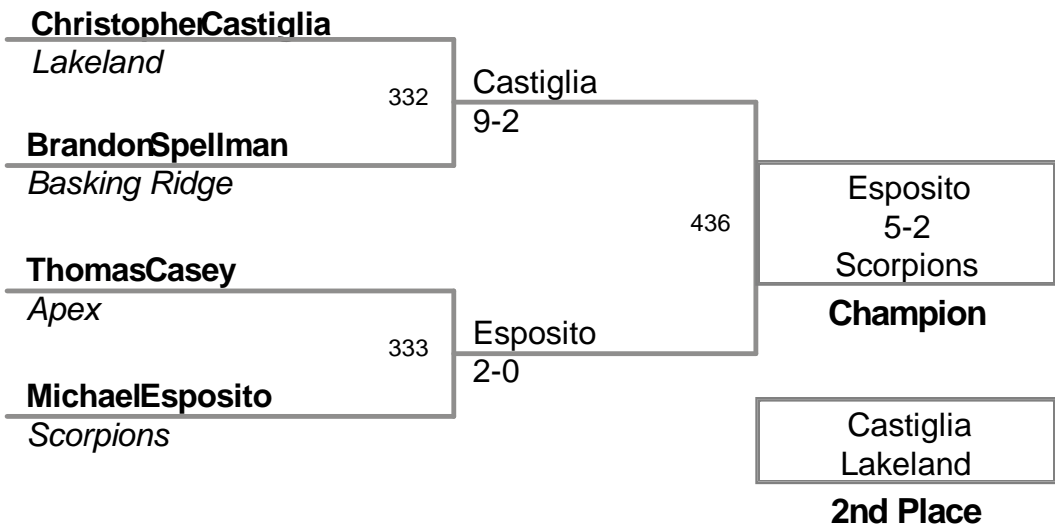 ChristopherCastiglia
Lakeland
332
Castiglia
9-2
BrandonSpellman
Basking Ridge
436
Esposito
5-2
Scorpions
Champion
ThomasCasey
Apex
333
Esposito
2-0
MichaelEsposito
Scorpions
Castiglia
Lakeland
2nd Place